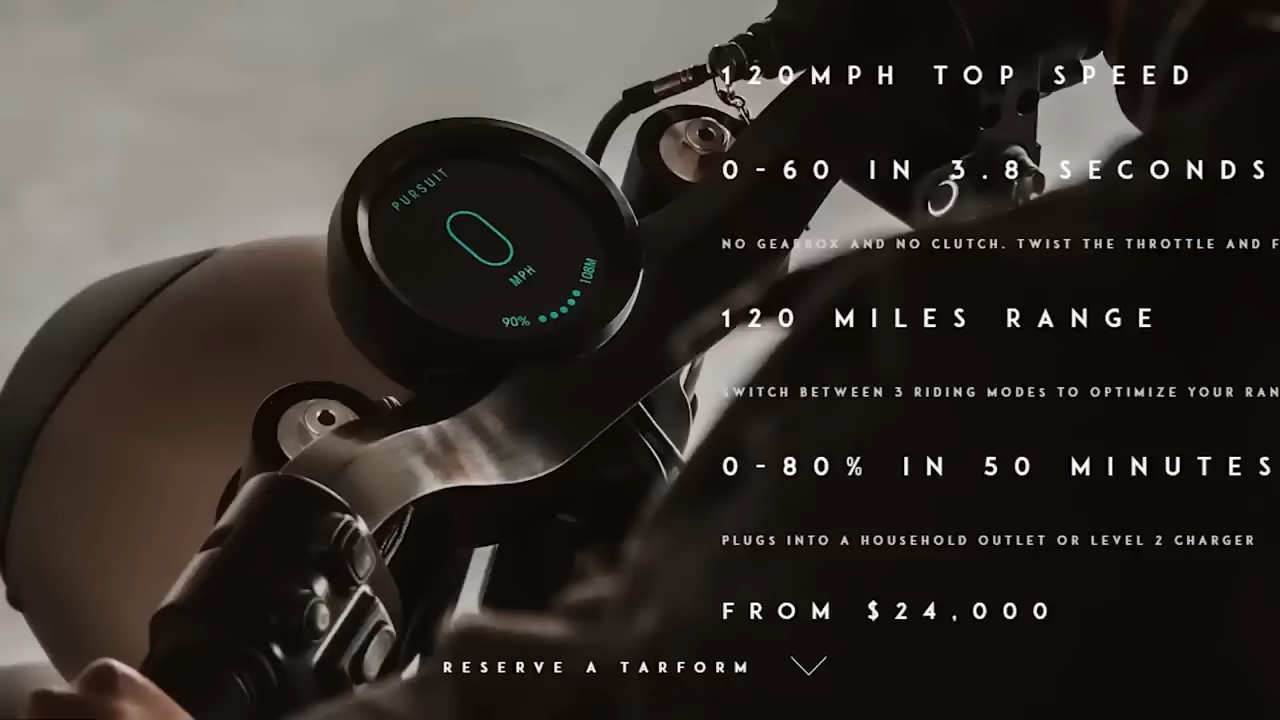 PURSUIT
0
MPH
90%
108M
120MPH TOP SPEED
0-60 IN 3.8 SECONDS
NO GEARBOX AND NO CLUTCH. TWIST THE THROTTLE AND
120 MILES RANGE
SWITCH BETWEEN 3 RIDING MODES TO OPTIMIZE YOUR
0-80% IN 50 MINUTES
PLUGS INTO A HOUSEHOLD OUTLET OR LEVEL 2 CHARGER
FROM $24,000
RESERVE A TARFORM